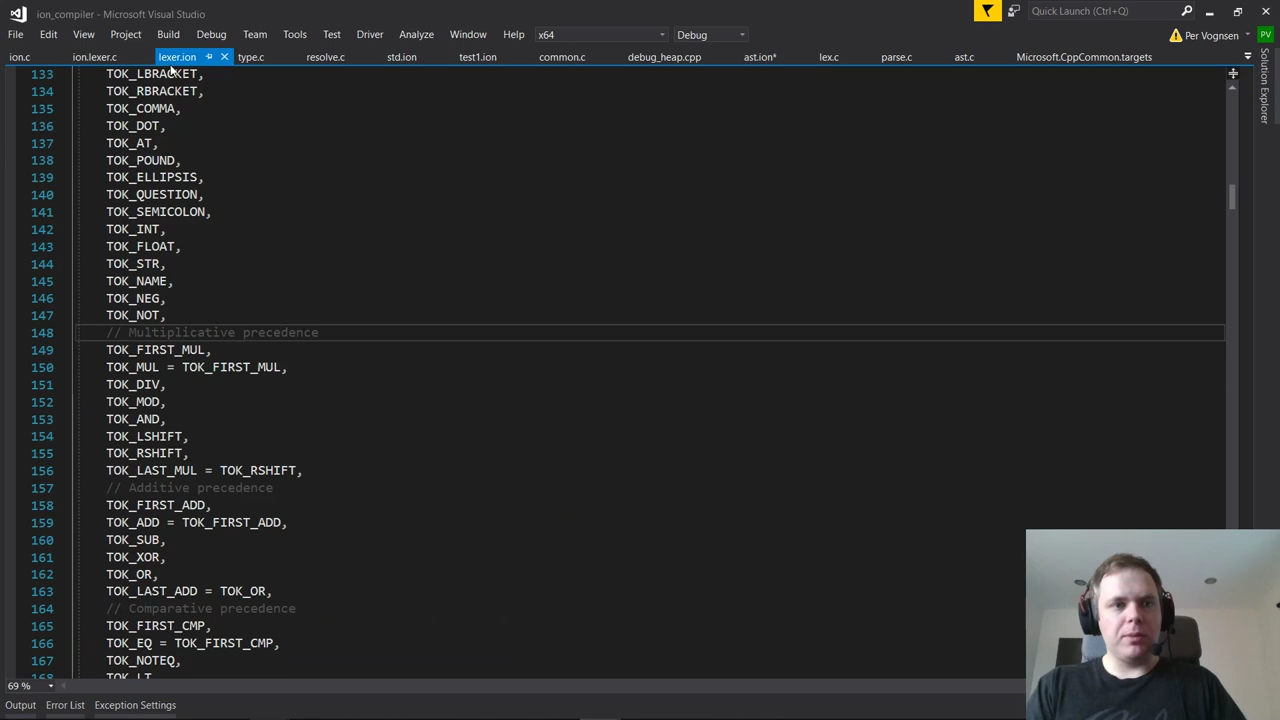 ion_compiler - Microsoft Visual Studio
Quick Launch (Ctrl+Q)
File Edit View Project Build Debug Team Tools Test Driver Analyze Window Help x64 Debug Per Vognsen PV
ion.c ion.lexer.c lexer.ion type.c resolve.c std.ion test1.ion common.c debug_heap.cpp ast.ion* lex.c parse.c ast.c Microsoft.CppCommon.targets
Solution Explorer
133 TOK_LBRACKET,
134 TOK_RBRACKET,
135 TOK_COMMA,
136 TOK_DOT,
137 TOK_AT,
138 TOK_POUND,
139 TOK_ELLIPSIS,
140 TOK_QUESTION,
141 TOK_SEMICOLON,
142 TOK_INT,
143 TOK_FLOAT,
144 TOK_STR,
145 TOK_NAME,
146 TOK_NEG,
147 TOK_NOT,
148 // Multiplicative precedence
149 TOK_FIRST_MUL,
150 TOK_MUL = TOK_FIRST_MUL,
151 TOK_DIV,
152 TOK_MOD,
153 TOK_AND,
154 TOK_LSHIFT,
155 TOK_RSHIFT,
156 TOK_LAST_MUL = TOK_RSHIFT,
157 // Additive precedence
158 TOK_FIRST_ADD,
159 TOK_ADD = TOK_FIRST_ADD,
160 TOK_SUB,
161 TOK_XOR,
162 TOK_OR,
163 TOK_LAST_ADD = TOK_OR,
164 // Comparative precedence
165 TOK_FIRST_CMP,
166 TOK_EQ = TOK_FIRST_CMP,
167 TOK_NOTEQ,
168 TOK_LT
69 %
Output Error List Exception Settings